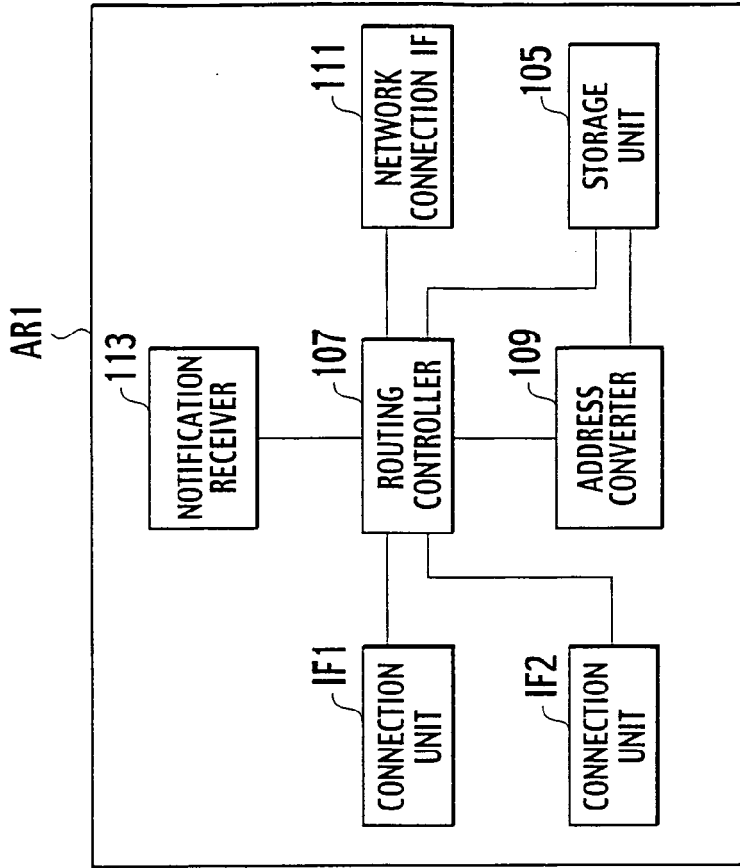 AR1
113
NOTIFICATION
RECEIVER
IF1
CONNECTION
UNIT
107
ROUTING
CONTROLLER
111
NETWORK
CONNECTION IF
IF2
CONNECTION
UNIT
109
ADDRESS
CONVERTER
105
STORAGE
UNIT